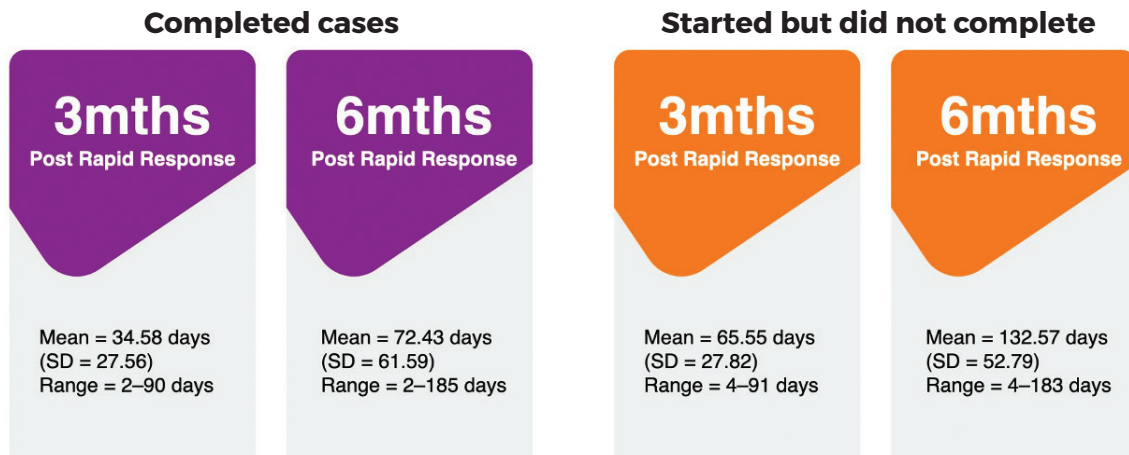 Completed cases
3mths
Post Rapid Response
Mean = 34.58 days
(SD = 27.56)
Range = 2–90 days
6mths
Post Rapid Response
Mean = 72.43 days
(SD = 61.59)
Range = 2–185 days
Started but did not complete
3mths
Post Rapid Response
Mean = 65.55 days
(SD = 27.82)
Range = 4–91 days
6mths
Post Rapid Response
Mean = 132.57 days
(SD = 52.79)
Range = 4–183 days